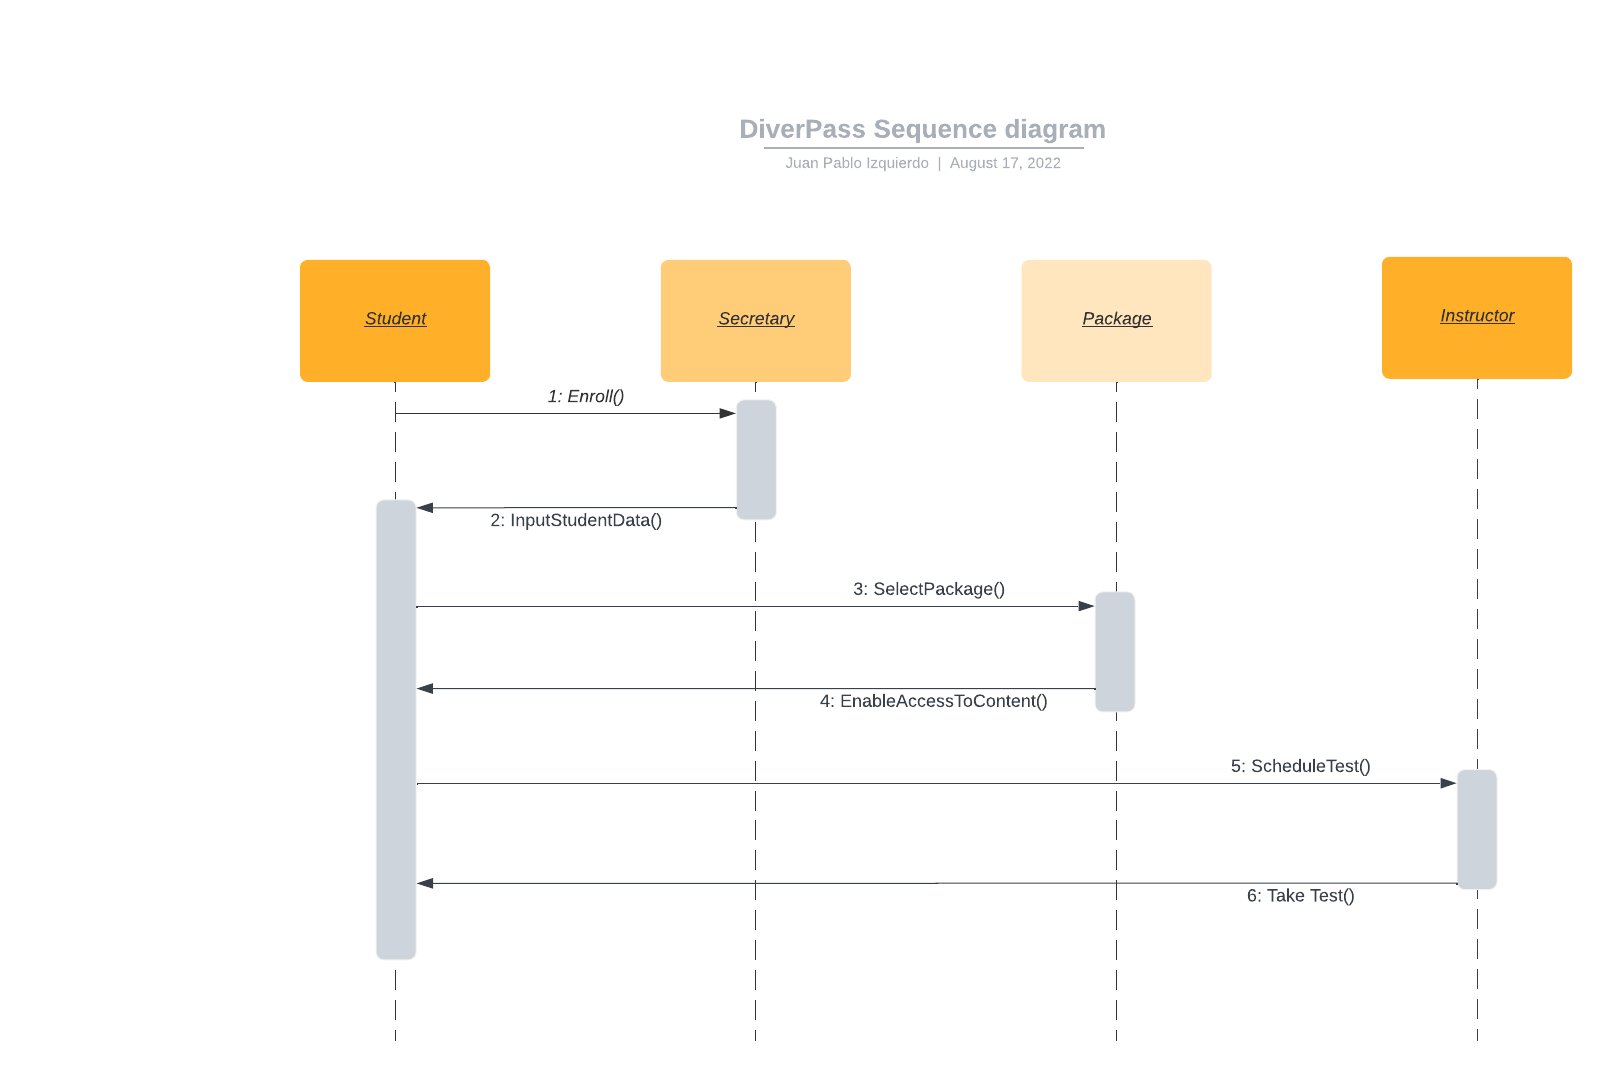 DiverPass Sequence diagram
Juan Pablo Izquierdo | August 17, 2022
Student
Secretary
Package
Instructor
1: Enroll()
2: InputStudentData()
3: SelectPackage()
4: EnableAccessToContent()
5: ScheduleTest()
6: Take Test()